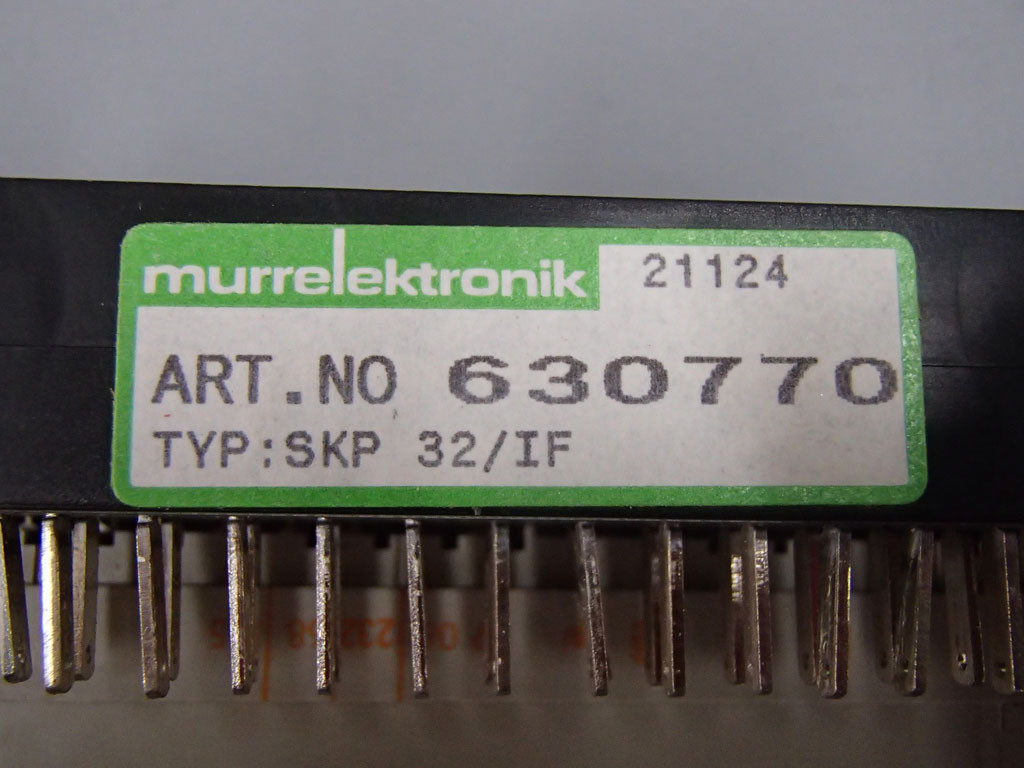 murrelektronik
21124
ART.NO 630770
TYP:SKP 32/IF